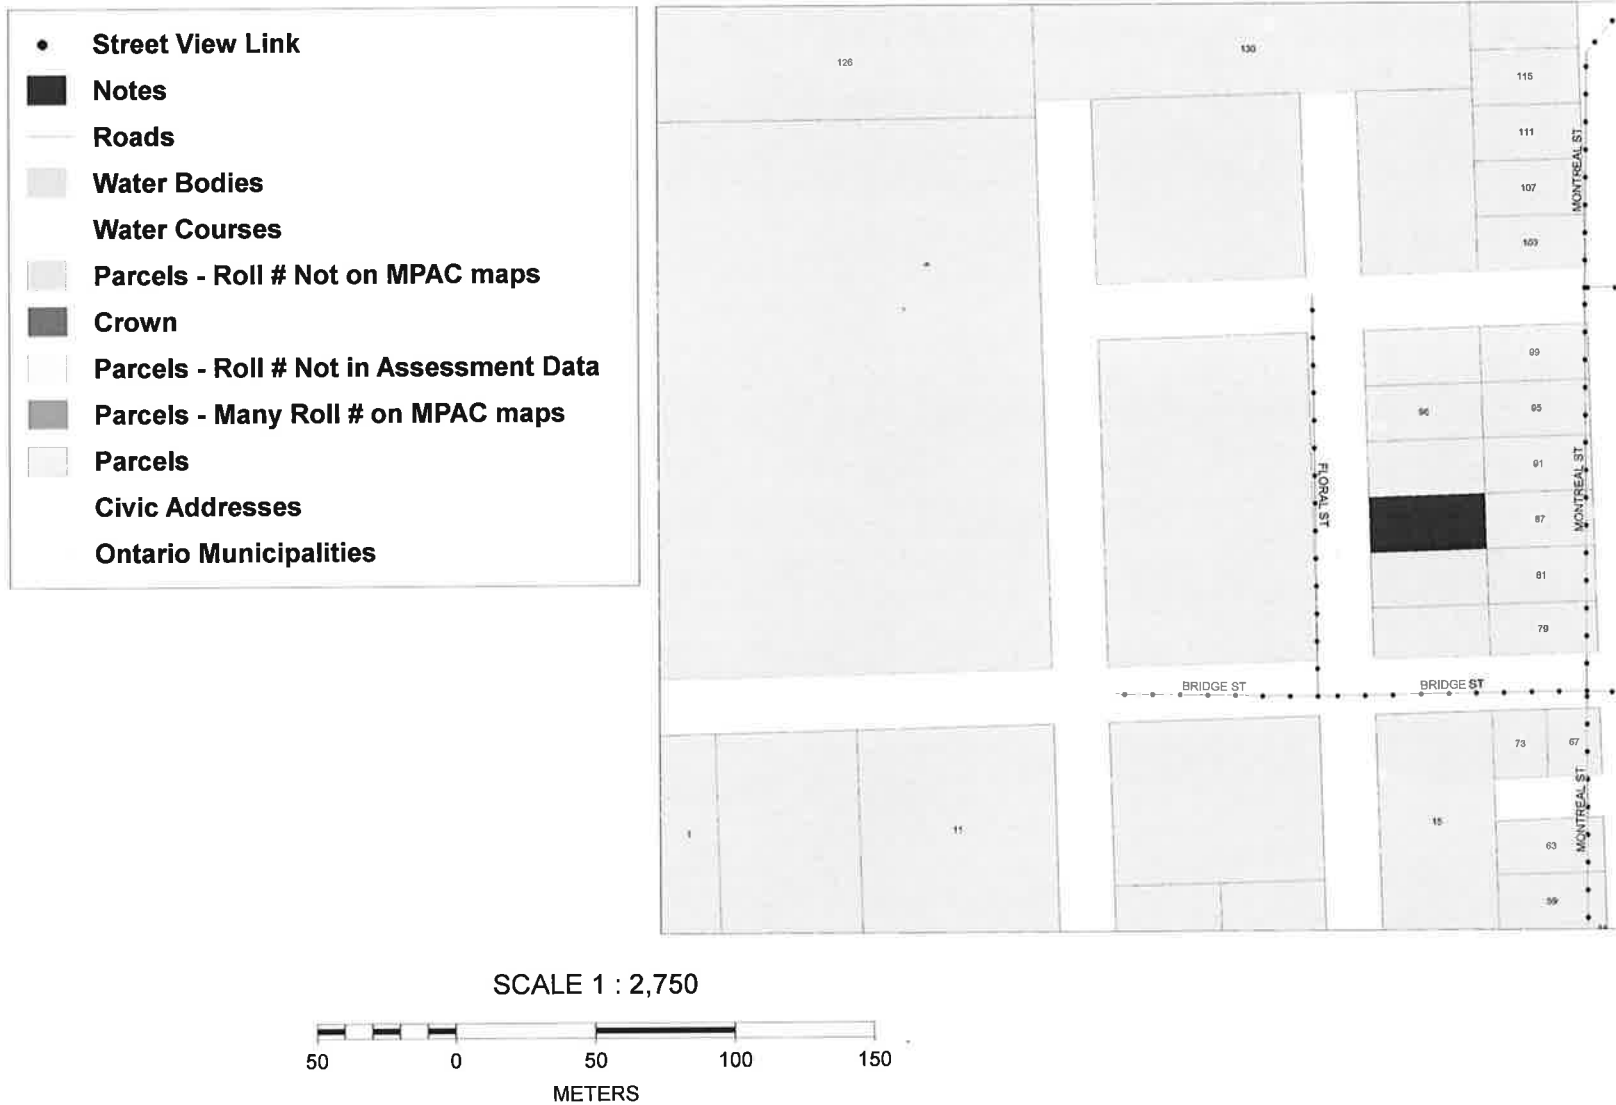 Street View Link
Notes
Roads
Water Bodies
Water Courses
Parcels - Roll # Not on MPAC maps
Crown
Parcels - Roll # Not in Assessment Data
Parcels - Many Roll # on MPAC maps
Parcels
Civic Addresses
Ontario Municipalities
126
130
115
111
107
103
MONTREAL ST
99
96
95
91
87
81
79
FLORAL ST
MONTREAL ST
BRIDGE ST
BRIDGE ST
73
67
1
11
15
63
59
MONTREAL ST
SCALE 1 : 2,750
50
0
50
100
150
METERS